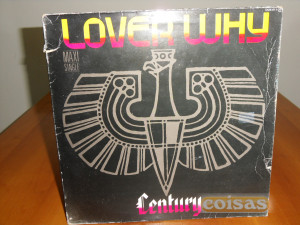 LOVER WHY
MAXI
SINGLE
Century
coisas